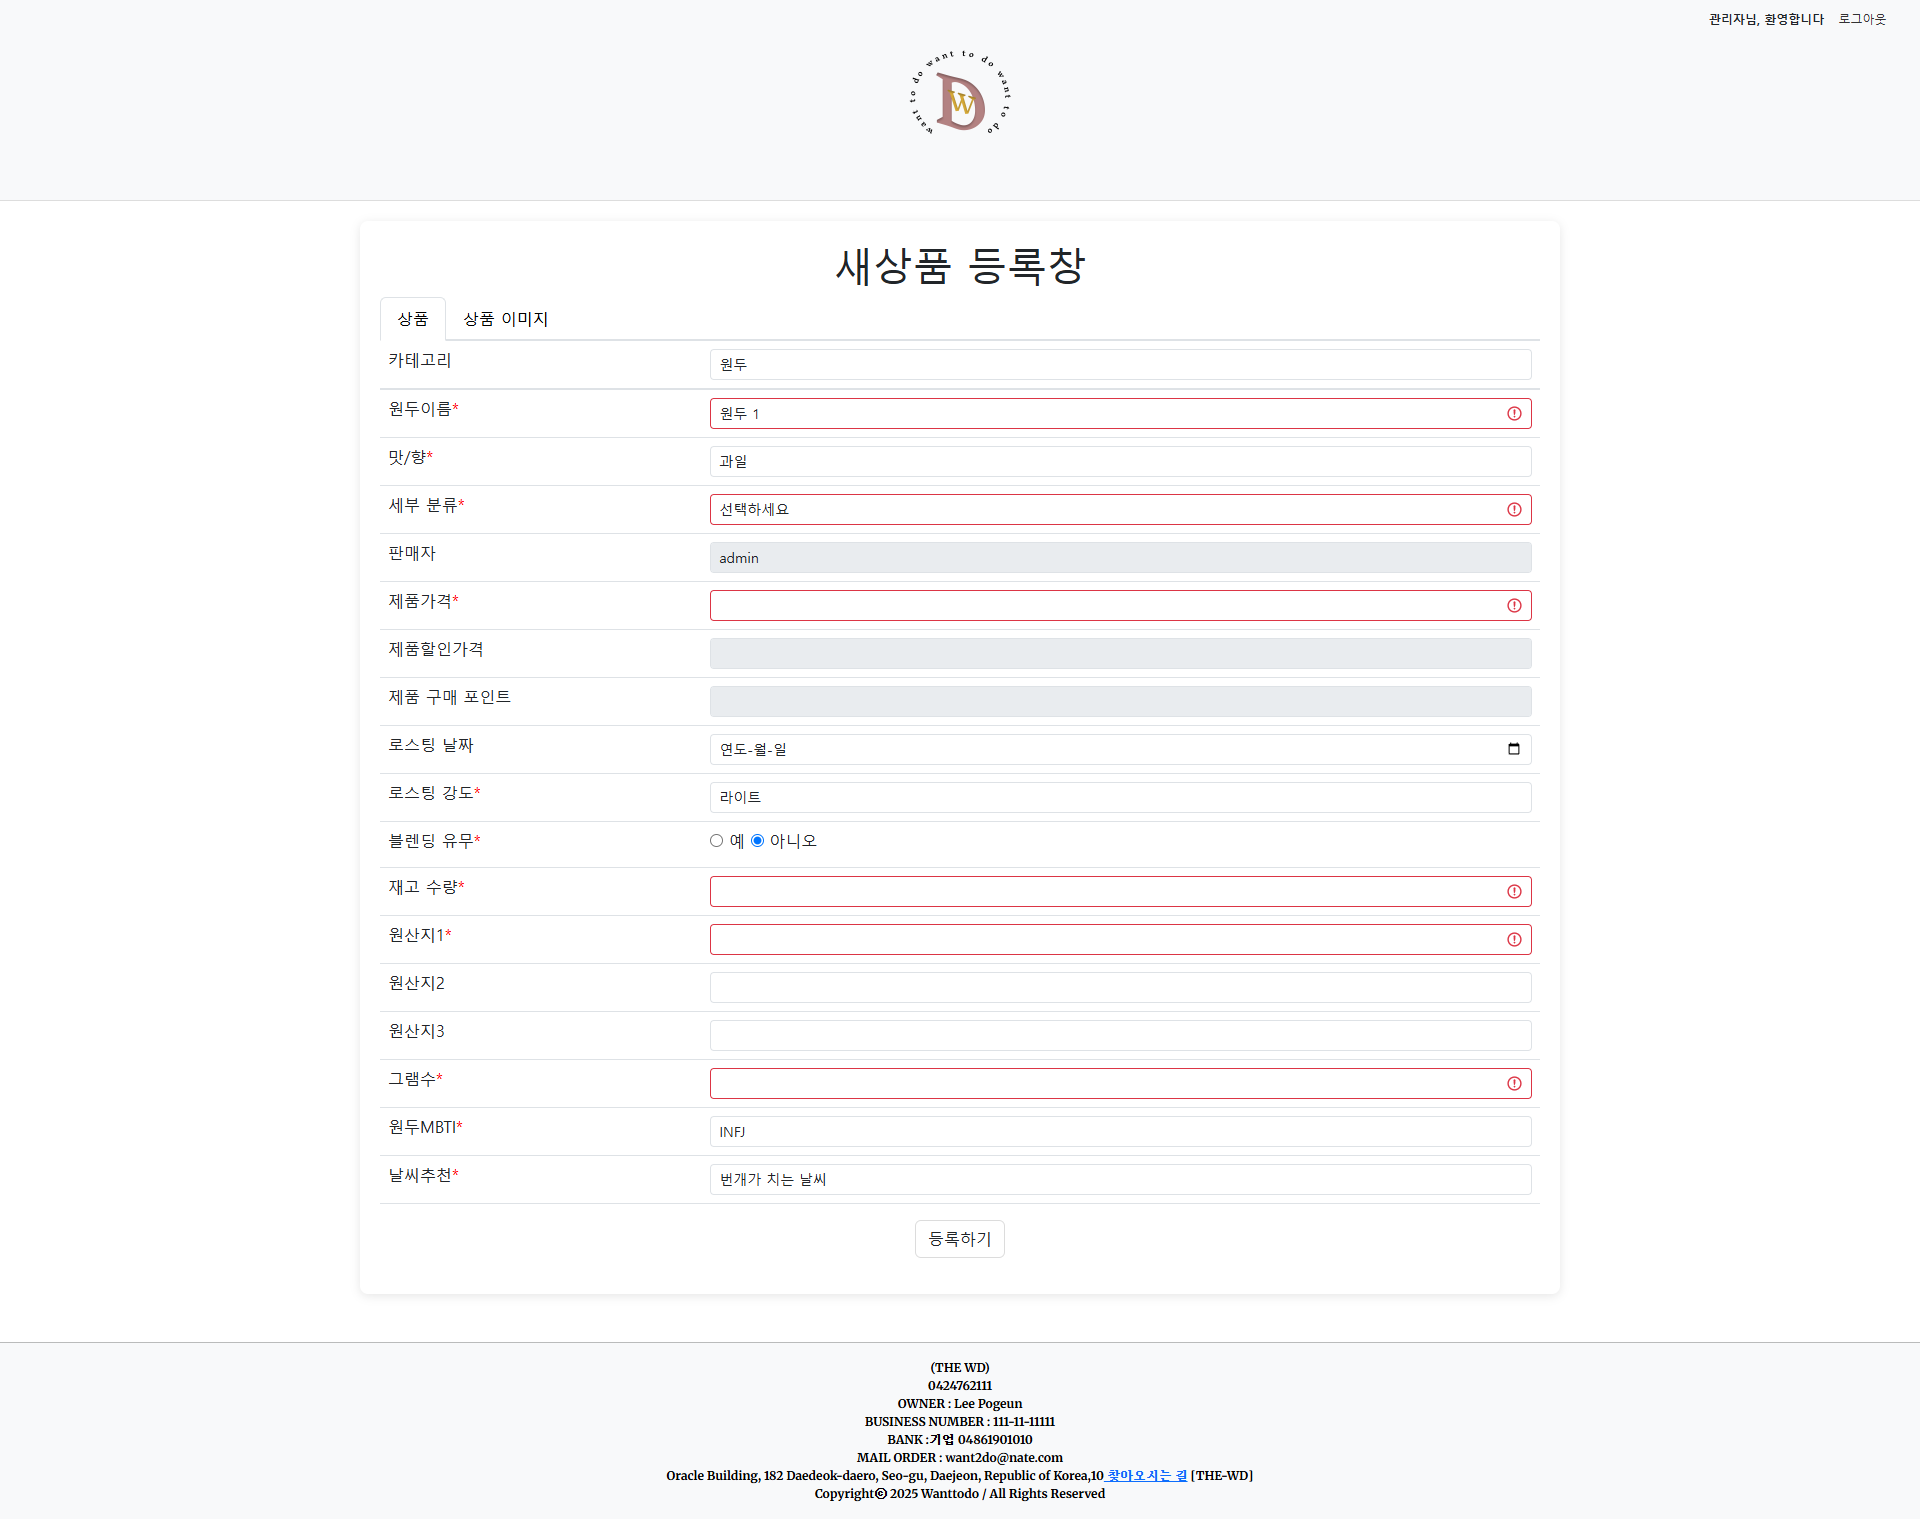 관리자님, 환영합니다 로그아웃
want to do want to do want to do
D W
새상품 등록창
상품 상품 이미지
카테고리 원두
원두이름* 원두 1
맛/향* 과일
세부 분류* 선택하세요
판매자 admin
제품가격*
제품할인가격
제품 구매 포인트
로스팅 날짜 연도-월-일
로스팅 강도* 라이트
블렌딩 유무* 예 아니오
재고 수량*
원산지1*
원산지2
원산지3
그램수*
원두MBTI* INFJ
날씨추천* 번개가 치는 날씨
등록하기
(THE WD)
0424762111
OWNER : Lee Pogeun
BUSINESS NUMBER : 111-11-11111
BANK :기업 04861901010
MAIL ORDER : want2do@nate.com
Oracle Building, 182 Daedeok-daero, Seo-gu, Daejeon, Republic of Korea,10 찾아오시는 길 [THE-WD]
Copyright© 2025 Wanttodo / All Rights Reserved